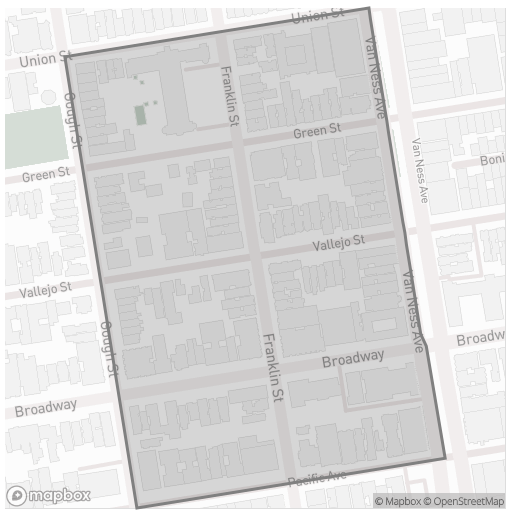 Union St
Union St
Van Ness Ave
Franklin St
Gough St
Green St
Green St
Van Ness Ave
Boni
Vallejo St
Vallejo St
Van Ness Ave
Gough St
Franklin St
Broadway
Broadw
Broadway
Pacific Ave
mapbox
© Mapbox © OpenStreetMap